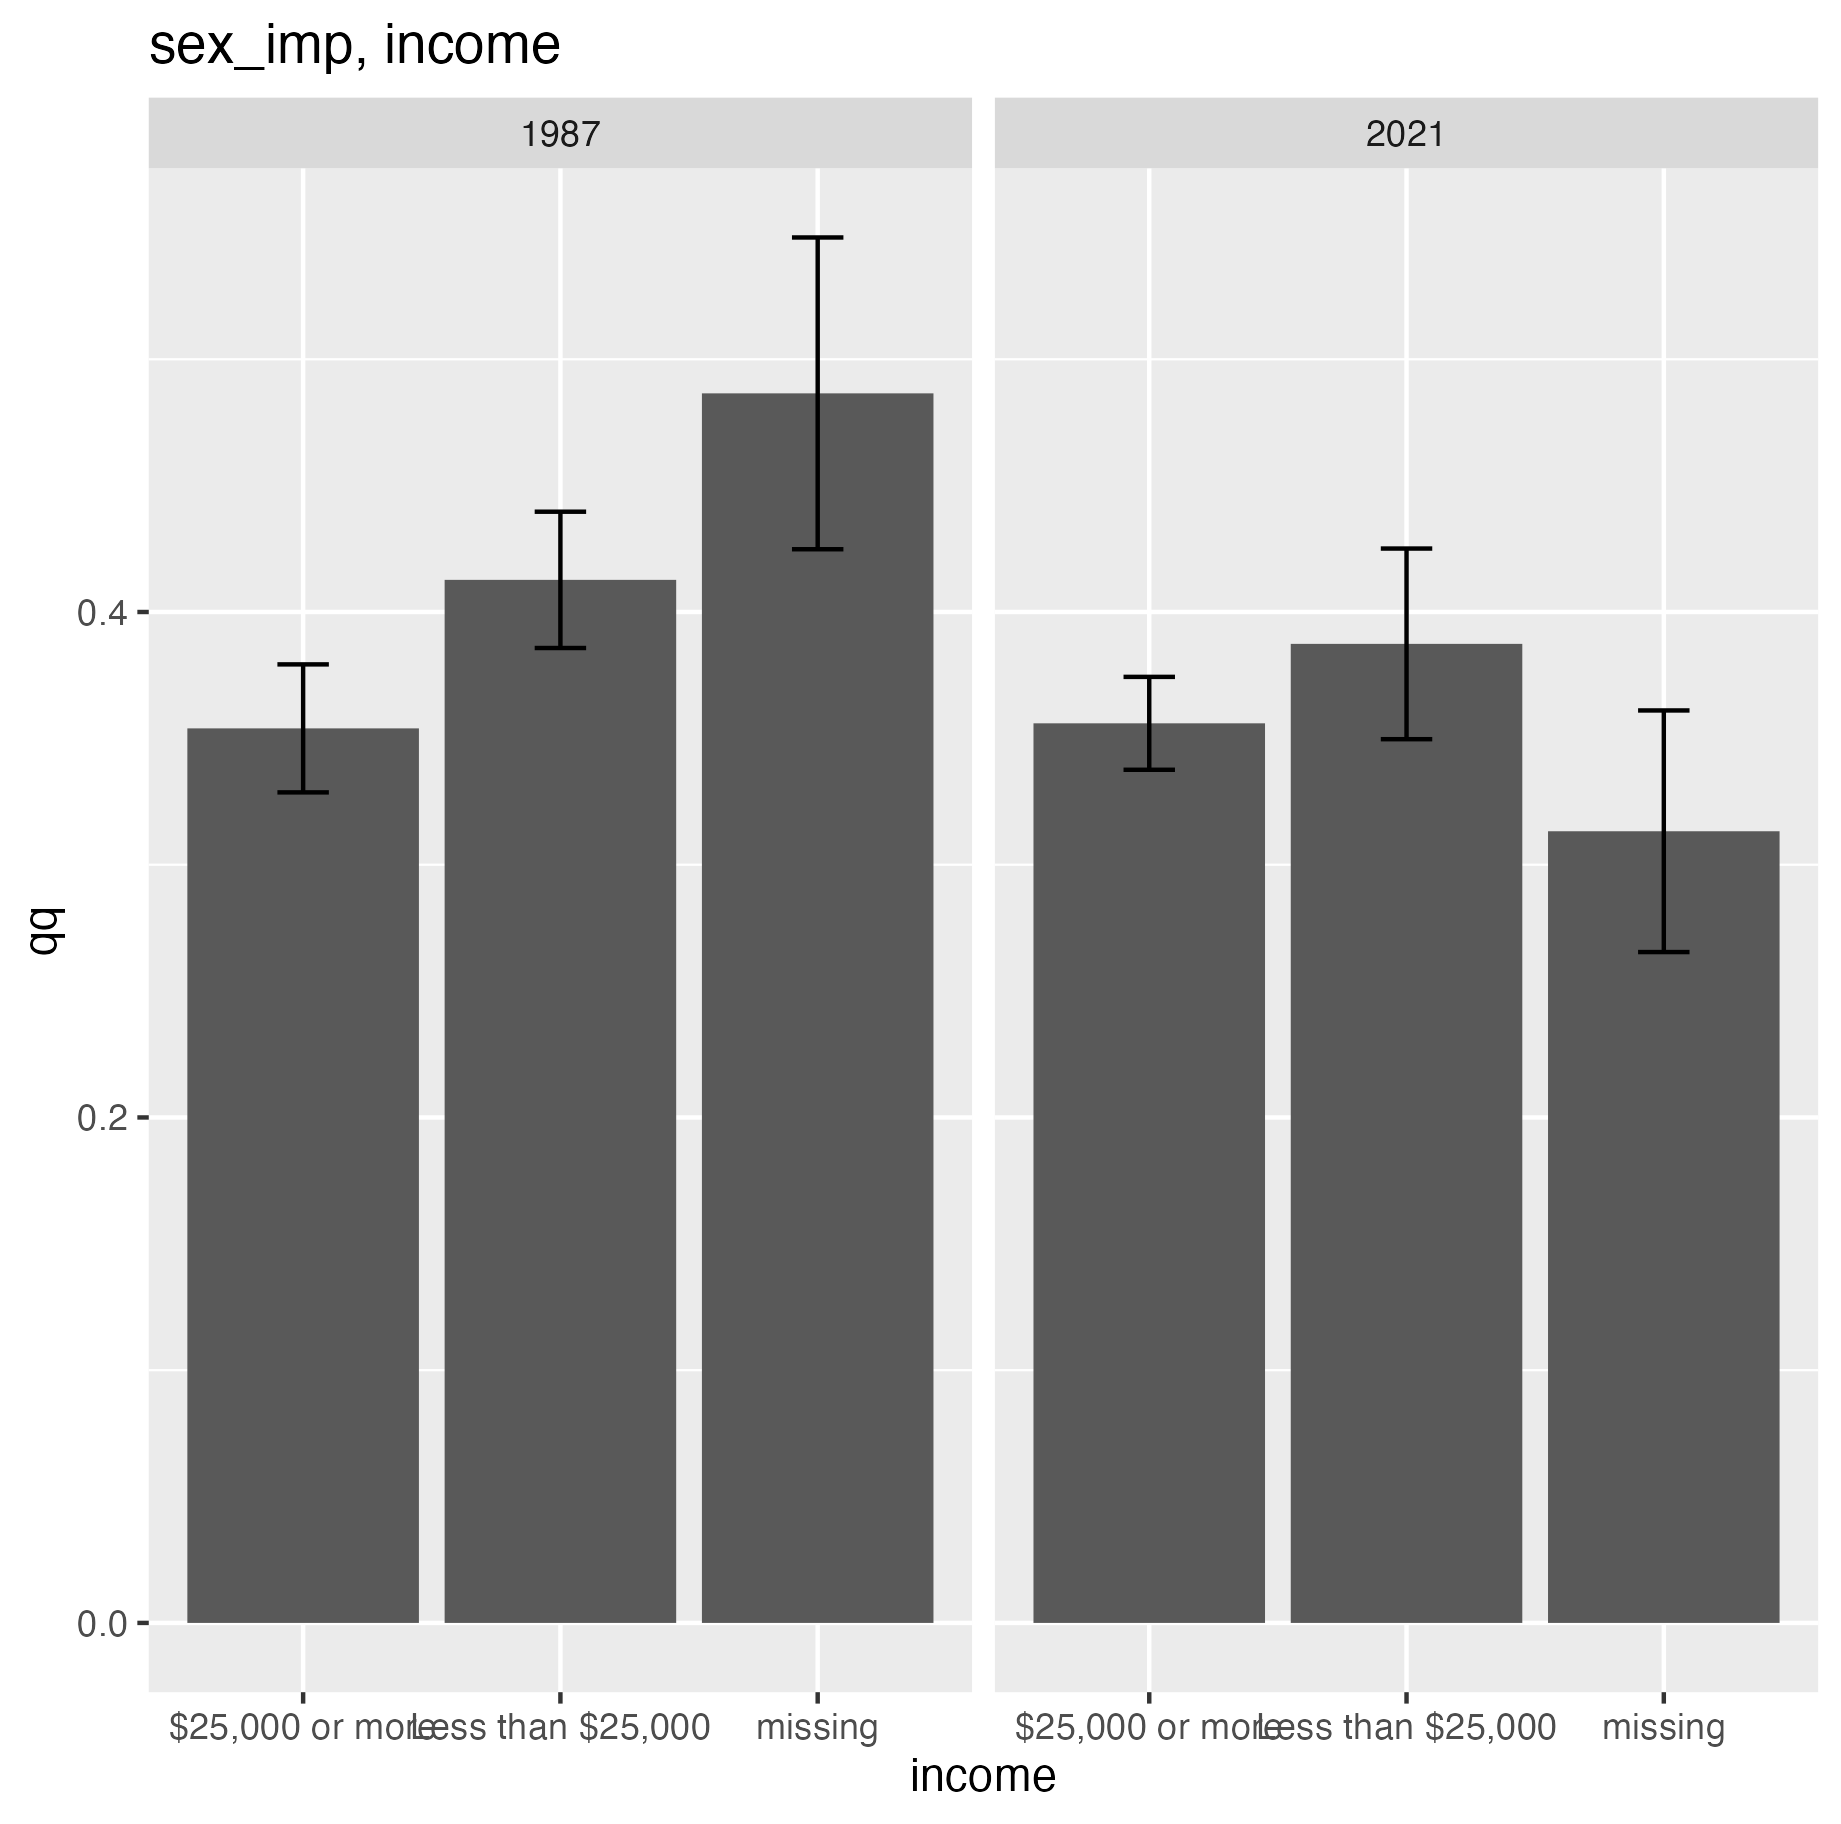 sex_imp, income
1987
2021
qq
0.4
0.2
0.0
$25,000 or more
Less than $25,000
missing
$25,000 or more
Less than $25,000
missing
income